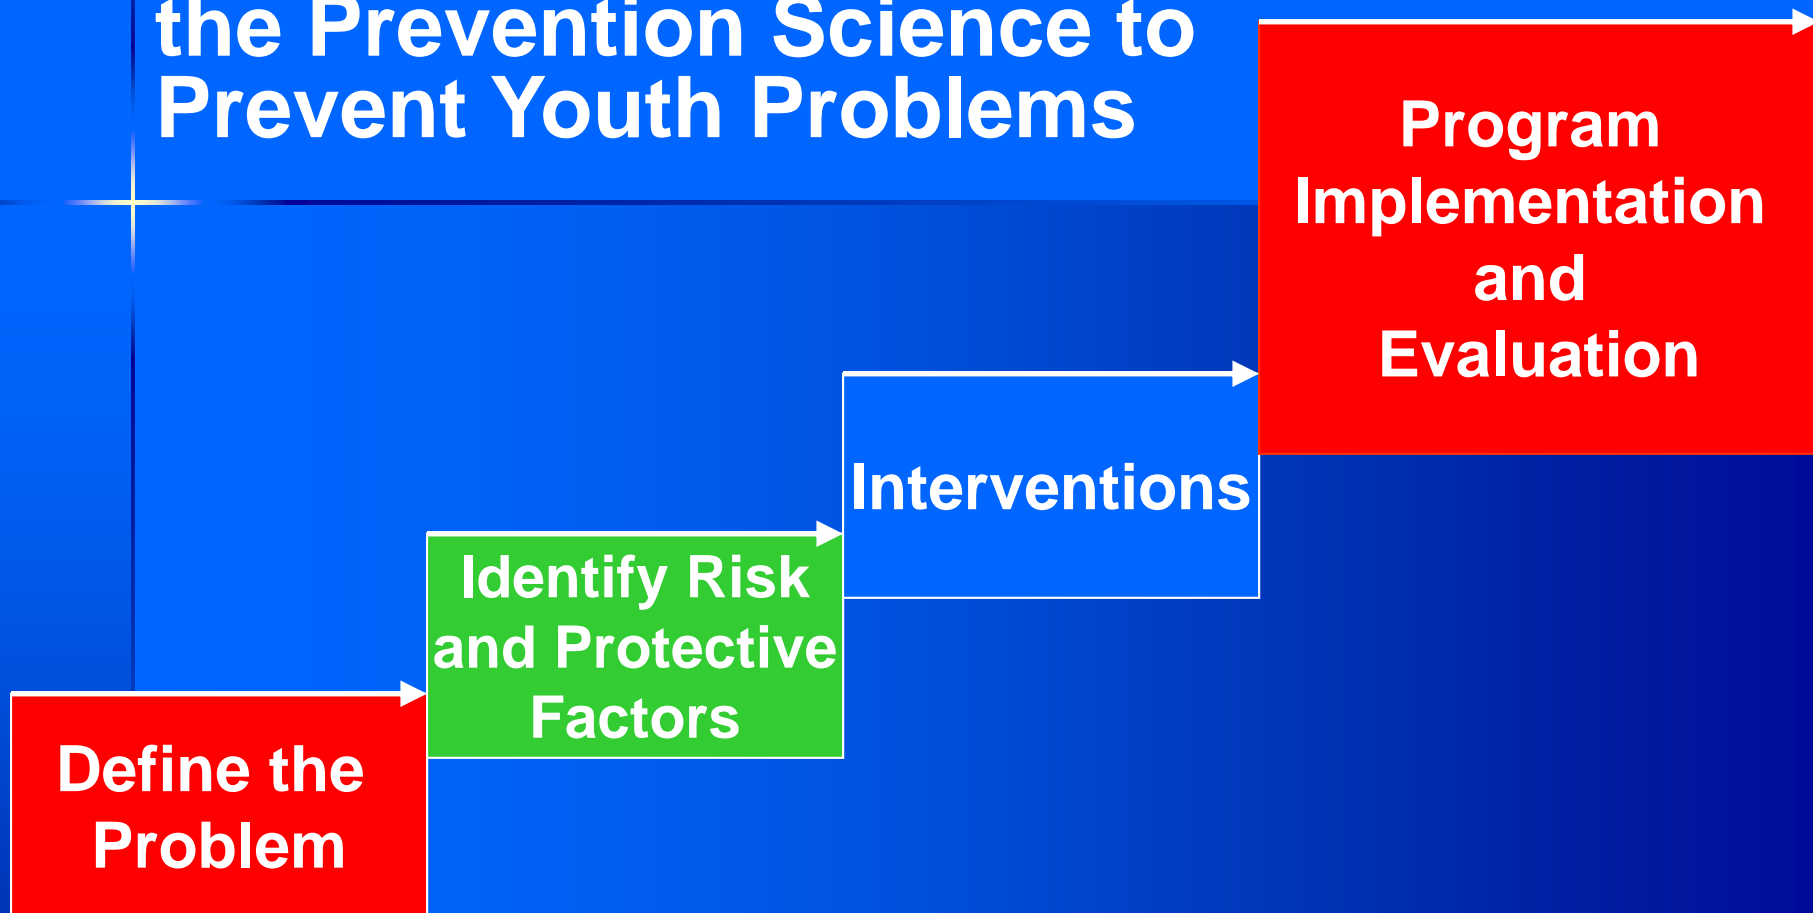 the Prevention Science to
Prevent Youth Problems
Program
Implementation
and
Evaluation
Interventions
Identify Risk
and Protective
Factors
Define the
Problem